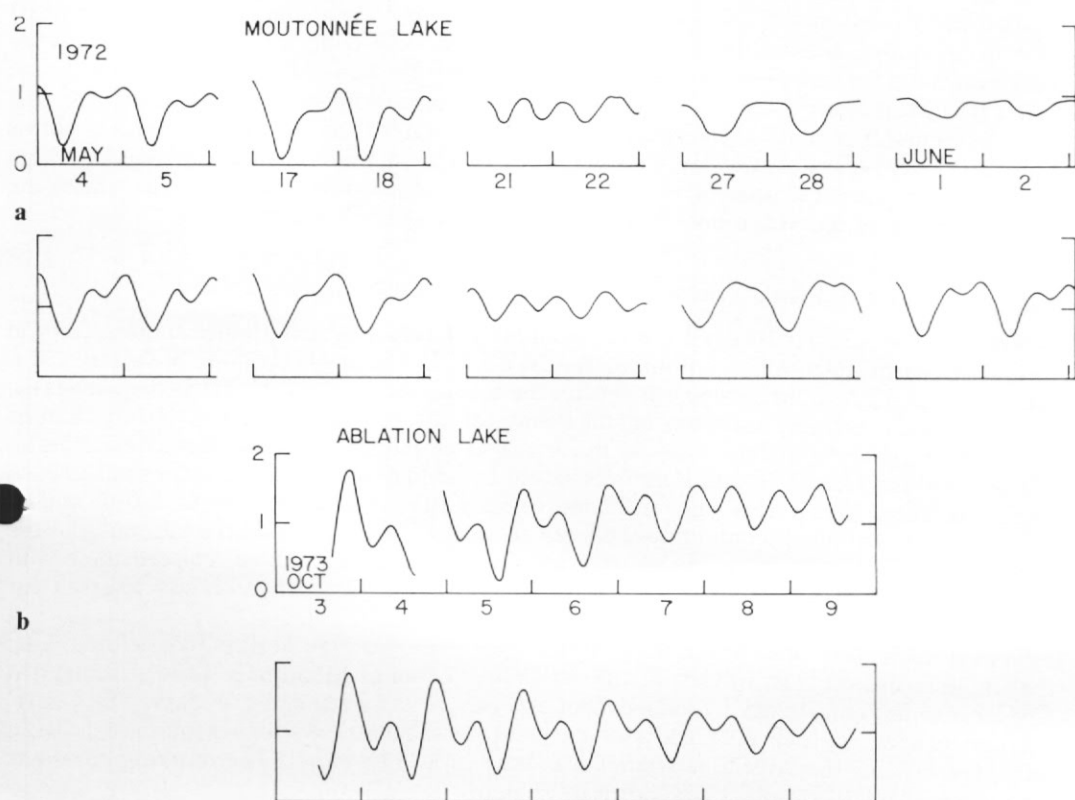 2
MOUTONNÉE LAKE
1972
1
0
MAY
JUNE
4 5 17 18 21 22 27 28 1 2
a
ABLATION LAKE
2
1
1973
OCT
0
3 4 5 6 7 8 9
b